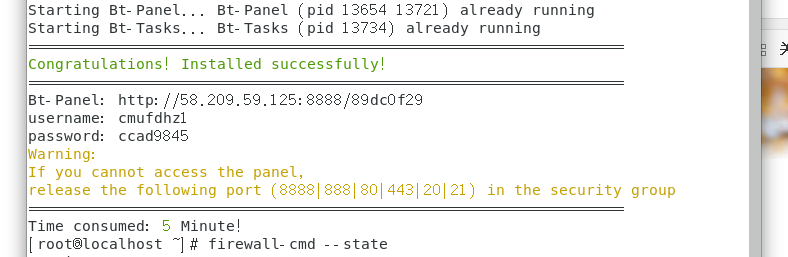 Starting Bt-Panel... Bt-Panel (pid 13654 13721) already running
Starting Bt-Tasks... Bt-Tasks (pid 13734) already running
==================================================================
Congratulations! Installed successfully!
==================================================================
Bt-Panel: http://58.209.59.125:8888/89dc0f29
username: cmufdhz1
password: ccad9845
Warning:
If you cannot access the panel,
release the following port (8888|888|80|443|20|21) in the security group
==================================================================
Time consumed: 5 Minute!
[root@localhost ~]# firewall-cmd --state